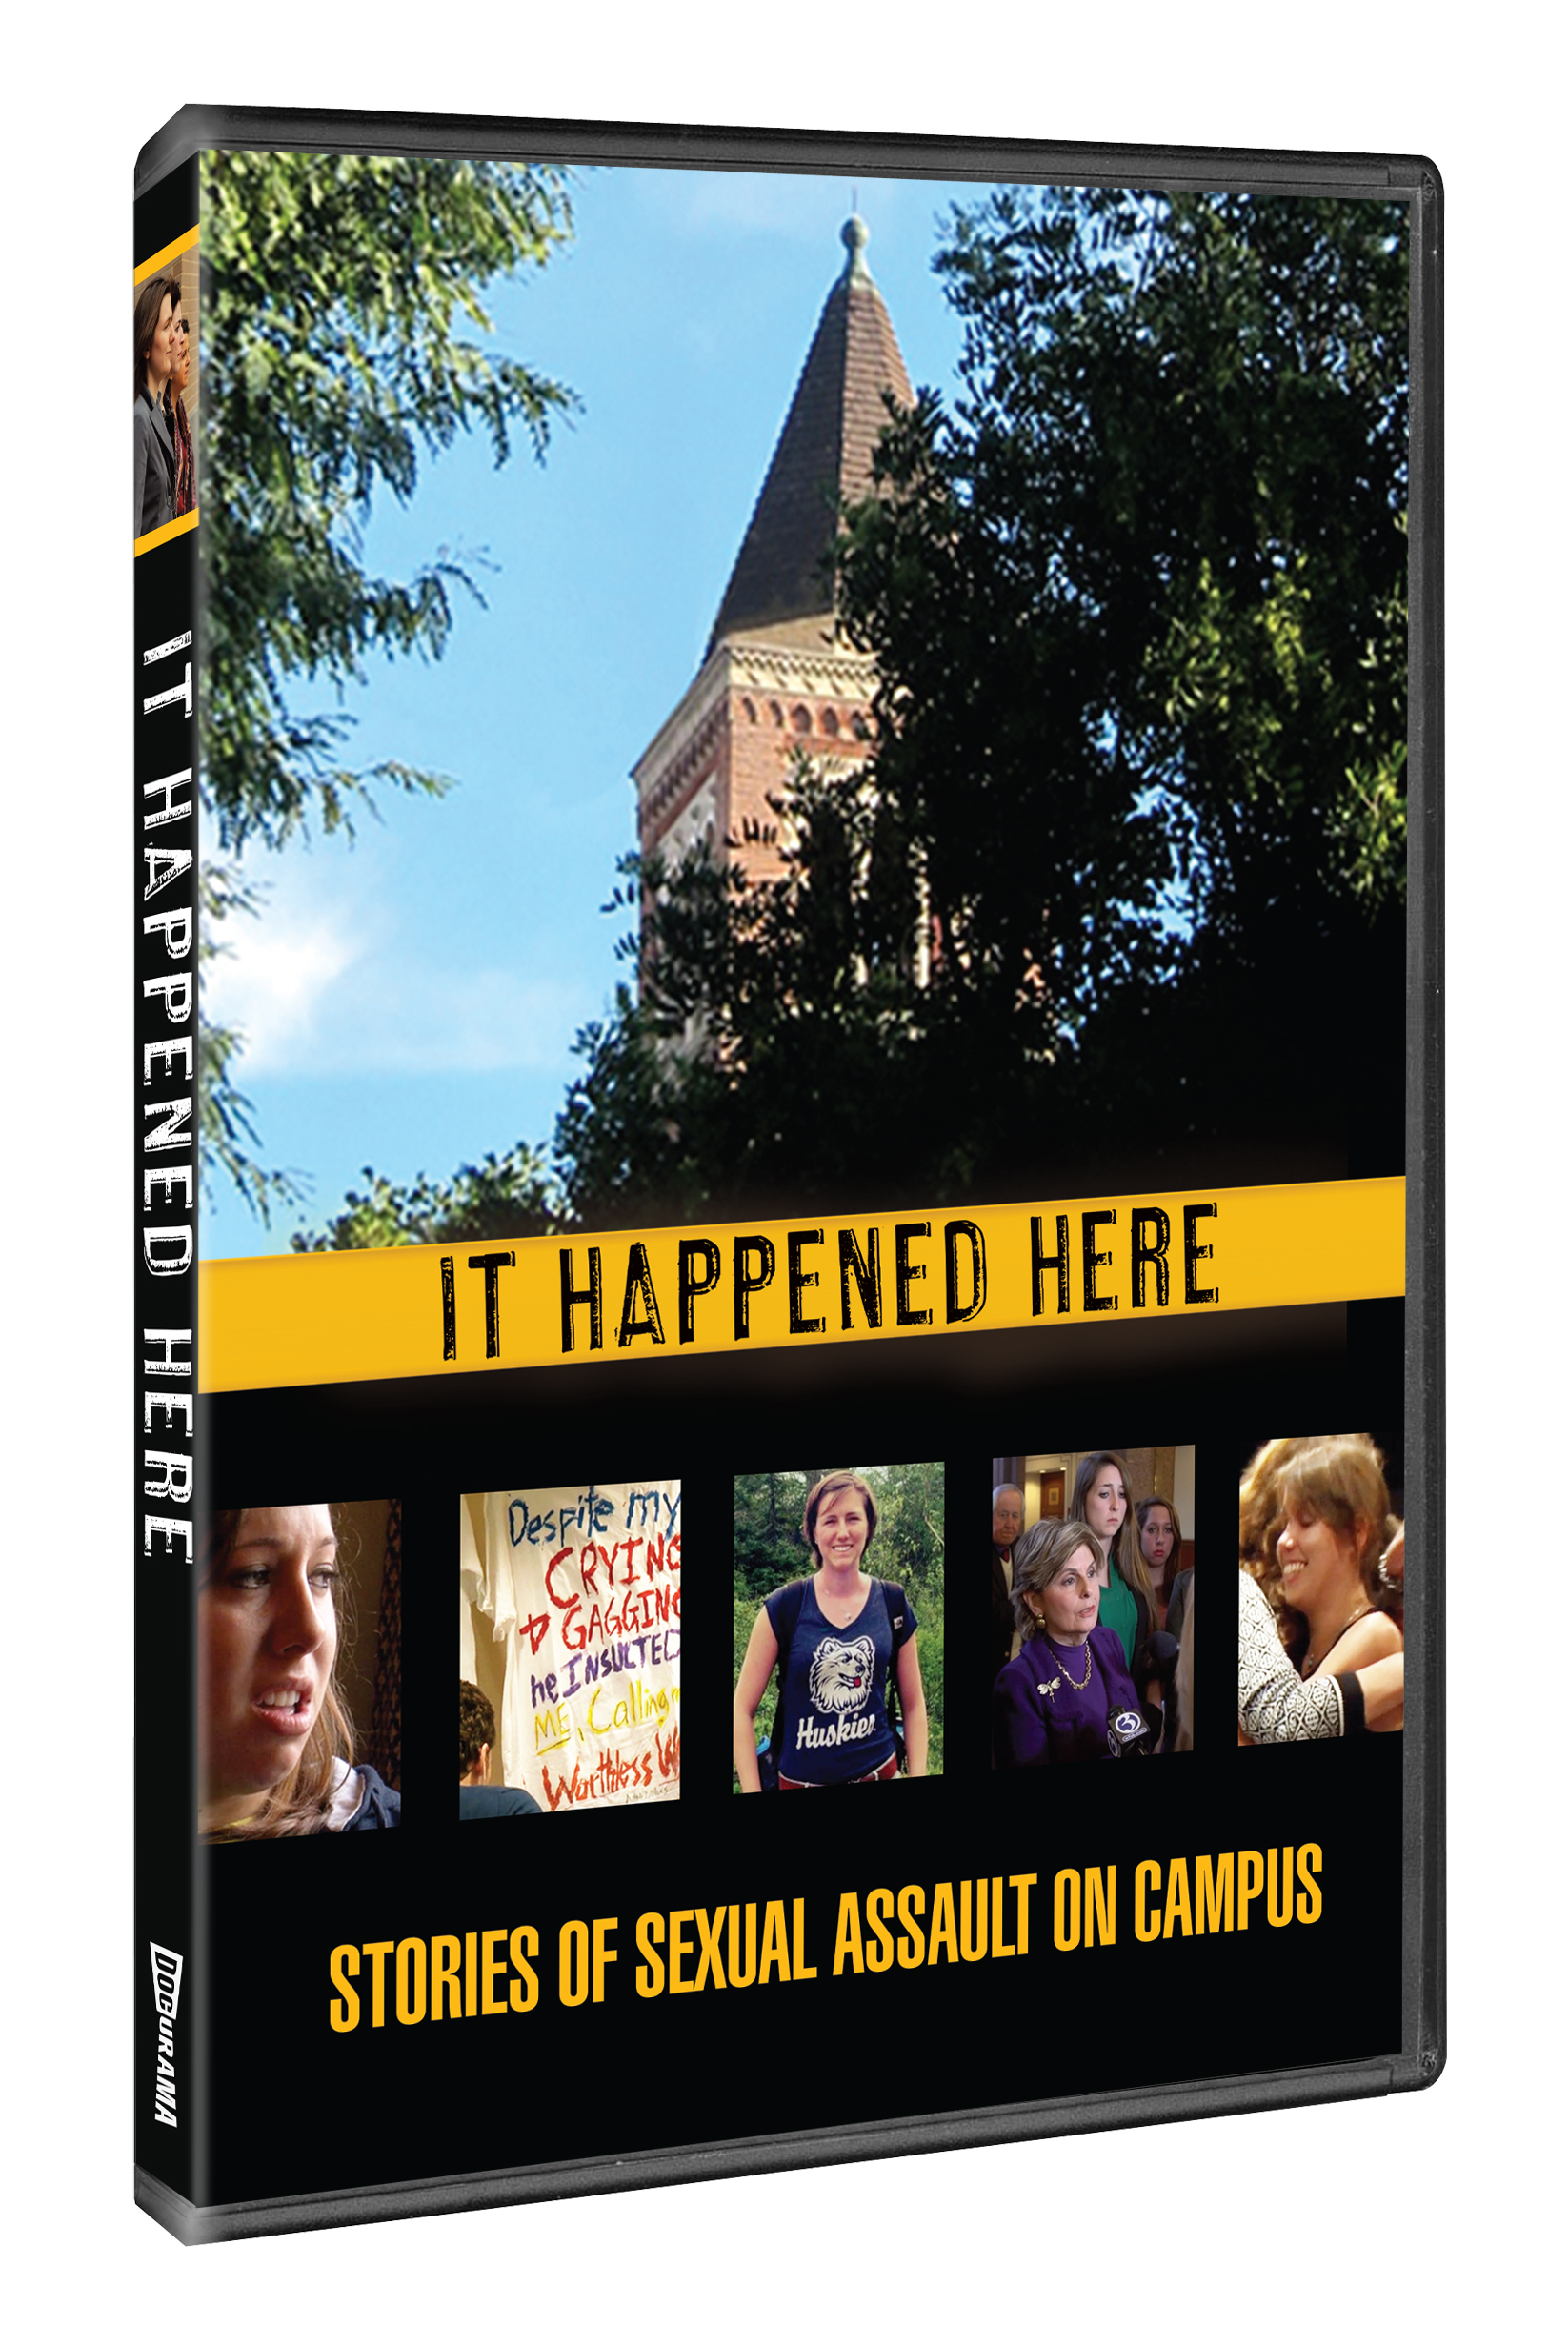 IT HAPPENED HERE
DOCURAMA
IT HAPPENED HERE
Despite my
CRYING
& GAGGING
he INSULTED
ME, Calling
Worthless
Huskies
3
STORIES OF SEXUAL ASSAULT ON CAMPUS